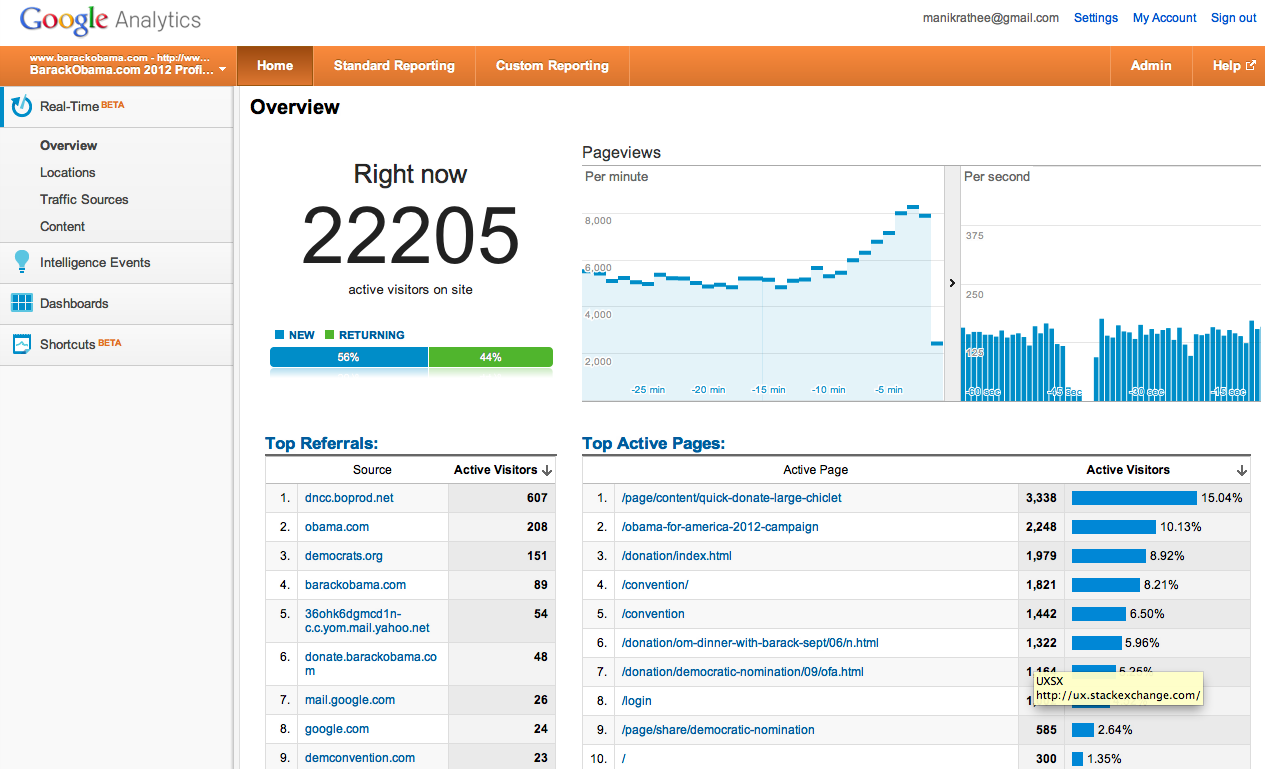 Google Analytics
manikrathee@gmail.com Settings My Account Sign out
www.barackobama.com - http://ww...
BarackObama.com 2012 Profi...
Home Standard Reporting Custom Reporting Admin Help
Real-Time BETA
Overview
Locations
Traffic Sources
Content
Intelligence Events
Dashboards
Shortcuts BETA
Overview
Right now
22205
active visitors on site
NEW RETURNING
56% 44%
Pageviews
Per minute
8,000
6,000
4,000
2,000
-25 min -20 min -15 min -10 min -5 min
Per second
375
250
125
-60 sec -45 sec -30 sec -15 sec
Top Referrals:
Source Active Visitors
1. dncc.boprod.net 607
2. obama.com 208
3. democrats.org 151
4. barackobama.com 89
5. 36ohk6dgmcd1n-
c.c.yom.mail.yahoo.net 54
6. donate.barackobama.co
m 48
7. mail.google.com 26
8. google.com 24
9. demconvention.com 23
Top Active Pages:
Active Page Active Visitors
1. /page/content/quick-donate-large-chiclet 3,338 15.04%
2. /obama-for-america-2012-campaign 2,248 10.13%
3. /donation/index.html 1,979 8.92%
4. /convention/ 1,821 8.21%
5. /convention 1,442 6.50%
6. /donation/om-dinner-with-barack-sept/06/n.html 1,322 5.96%
7. /donation/democratic-nomination/09/ofa.html 1,164 5.25%
8. /login
9. /page/share/democratic-nomination 585 2.64%
10. / 300 1.35%
UXSX
http://ux.stackexchange.com/